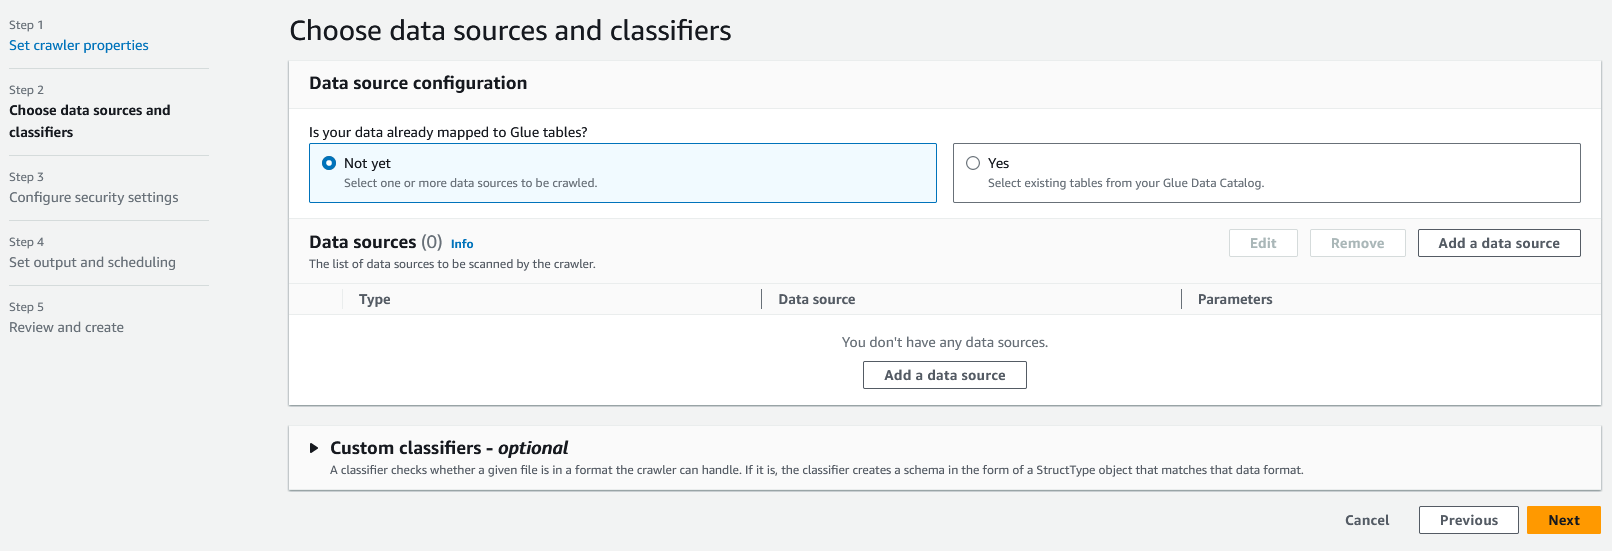 Step 1
Set crawler properties
Step 2
Choose data sources and
classifiers
Step 3
Configure security settings
Step 4
Set output and scheduling
Step 5
Review and create
Choose data sources and classifiers
Data source configuration
Is your data already mapped to Glue tables?
Not yet
Select one or more data sources to be crawled.
Yes
Select existing tables from your Glue Data Catalog.
Data sources (0) Info
The list of data sources to be scanned by the crawler.
Edit Remove Add a data source
Type Data source Parameters
You don't have any data sources.
Add a data source
Custom classifiers - optional
A classifier checks whether a given file is in a format the crawler can handle. If it is, the classifier creates a schema in the form of a StructType object that matches that data format.
Cancel Previous Next